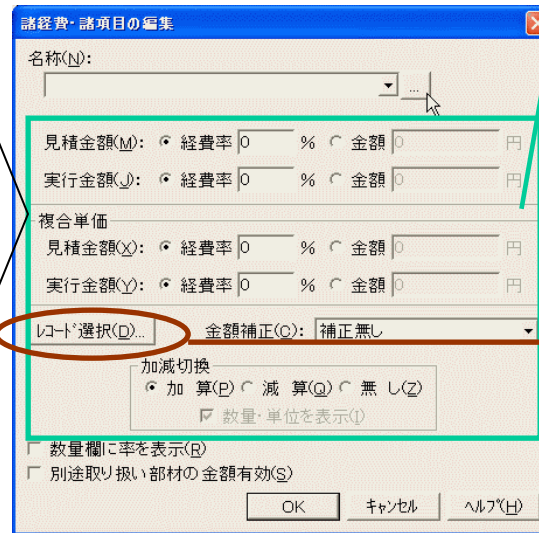 諸経費・諸項目の編集
名称(N):
...
見積金額(M): 経費率 0 % 金額 0 円
実行金額(J): 経費率 0 % 金額 0 円
複合単価
見積金額(X): 経費率 0 % 金額 0 円
実行金額(Y): 経費率 0 % 金額 0 円
ﾚｺｰﾄﾞ選択(D)... 金額補正(C): 補正無し
加減切換
加 算(P) 減 算(Q) 無 し(Z)
数量・単位を表示(I)
数量欄に率を表示(R)
別途取り扱い部材の金額有効(S)
OK ｷｬﾝｾﾙ ﾍﾙﾌﾟ(H)